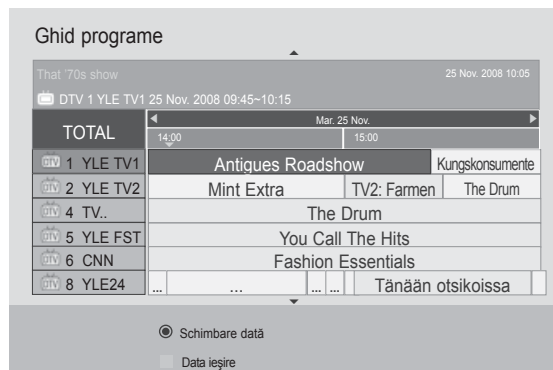 Ghid programe
That '70s show 25 Nov. 2008 10:05
DTV 1 YLE TV1 25 Nov. 2008 09:45~10:15
TOTAL
Mar. 25 Nov.
14:00 15:00
DTV 1 YLE TV1 Antigues Roadshow Kungskonsumente
DTV 2 YLE TV2 Mint Extra TV2: Farmen The Drum
DTV 4 TV.. The Drum
DTV 5 YLE FST You Call The Hits
DTV 6 CNN Fashion Essentials
DTV 8 YLE24 ... ... ... ... Tänään otsikoissa
Schimbare dată
Data ieşire